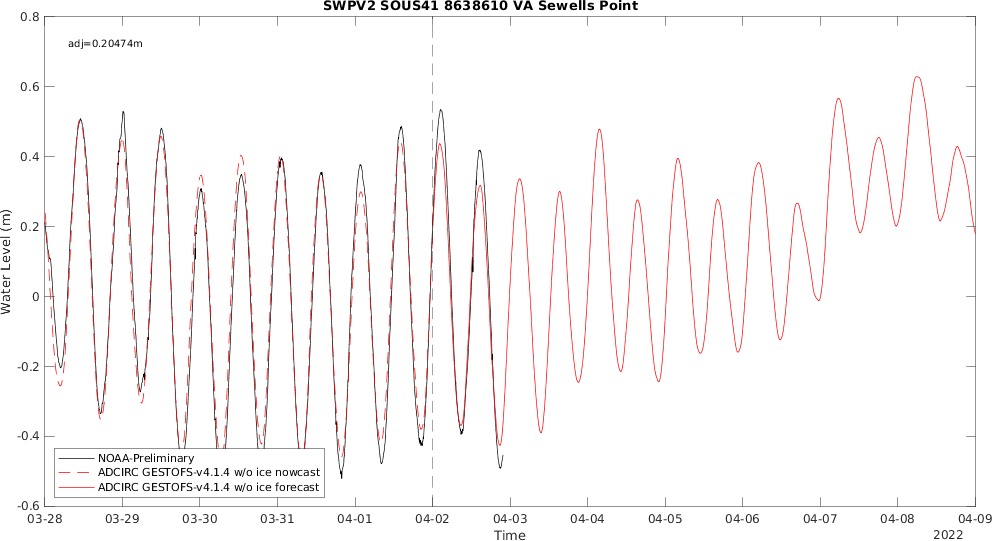 SWPV2 SOUS41 8638610 VA Sewells Point
adj=0.20474m
Water Level (m)
0.8
0.6
0.4
0.2
0
-0.2
-0.4
-0.6
NOAA-Preliminary
ADCIRC GESTOFS-v4.1.4 w/o ice nowcast
ADCIRC GESTOFS-v4.1.4 w/o ice forecast
03-28 03-29 03-30 03-31 04-01 04-02 04-03 04-04 04-05 04-06 04-07 04-08 04-09
Time
2022